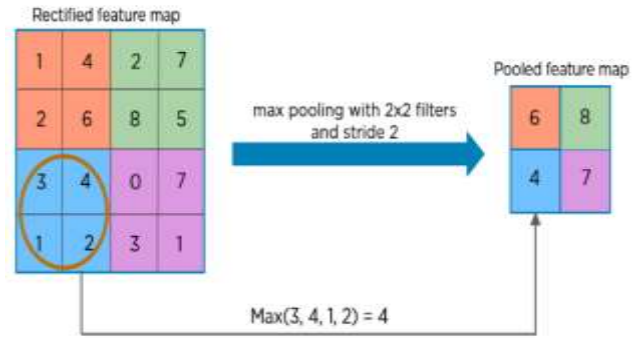 Rectified feature map
1 4 2 7
2 6 8 5
3 4 0 7
1 2 3 1
max pooling with 2x2 filters
and stride 2
Pooled feature map
6 8
4 7
Max(3, 4, 1, 2) = 4